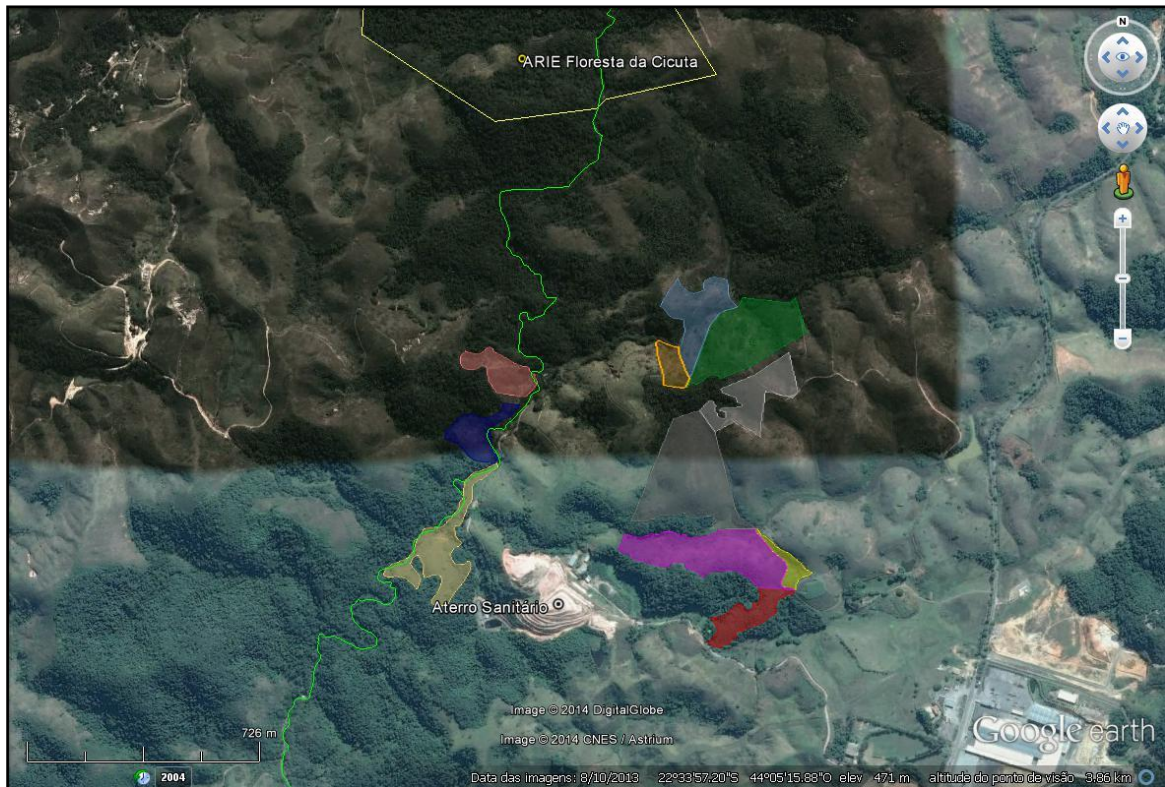 N
ARIE Floresta da Cicuta
Aterro Sanitário
Image © 2014 DigitalGlobe
Image © 2014 CNES / Astrium
Google earth
726 m
2004
Data das imagens: 8/10/2013 22°33'57.20"S 44°05'15.88"O elev 471 m altitude do ponto de visão 3.86 km